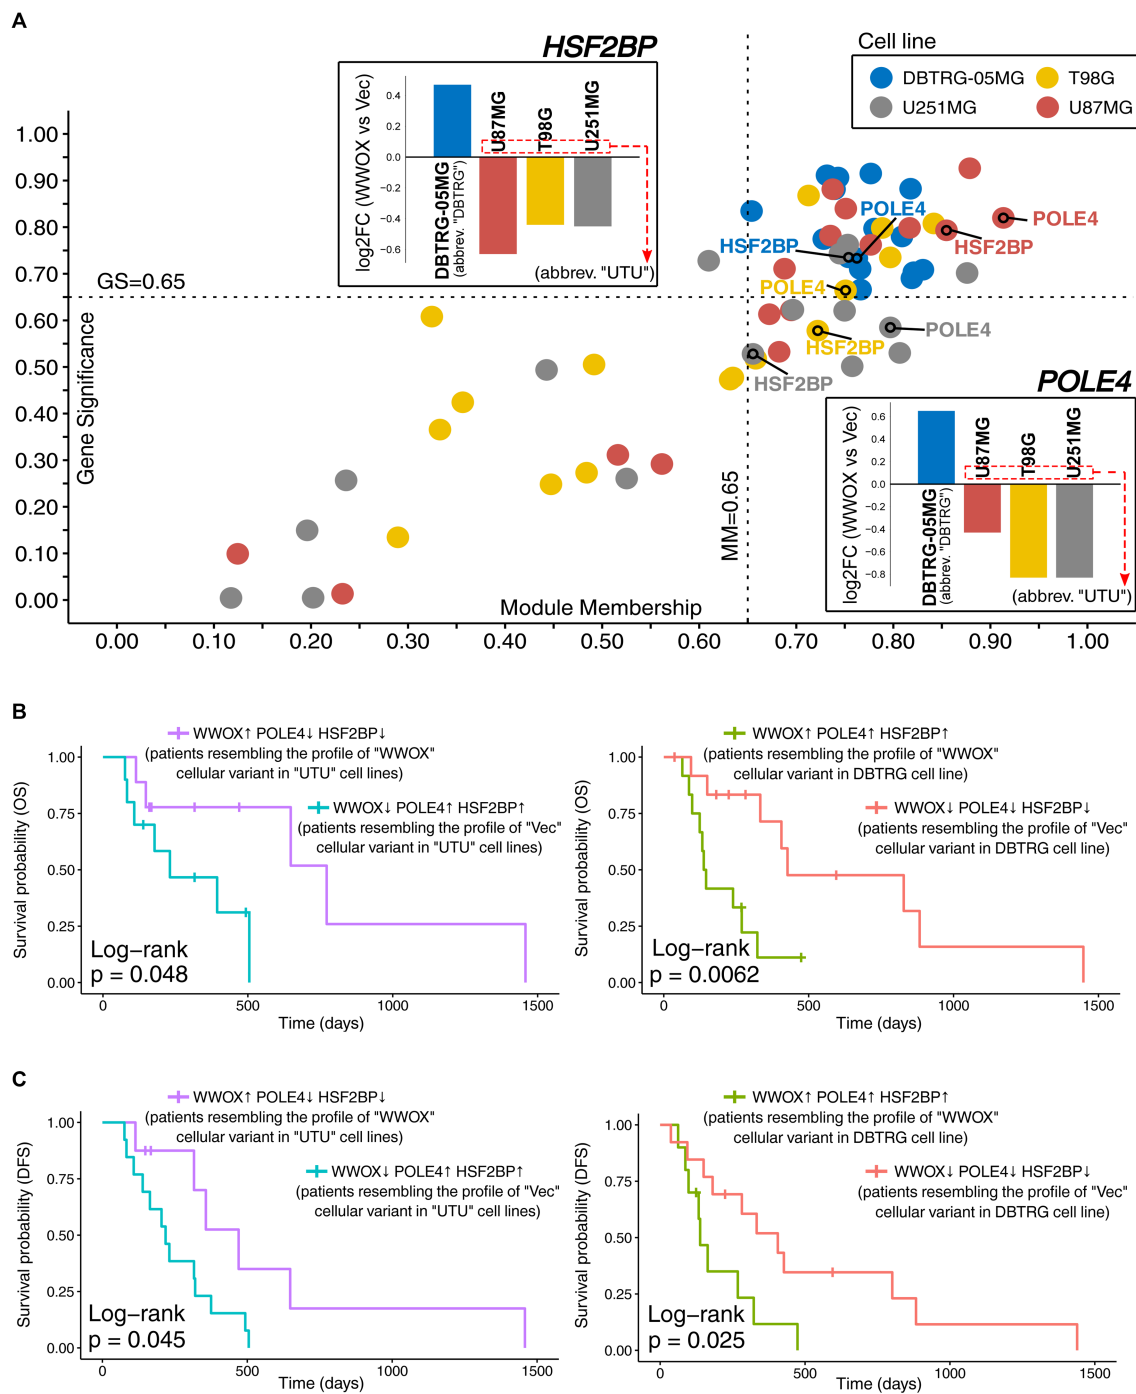 A
HSF2BP
log2FC (WWOX vs Vec)
0.4
0.2
0.0
−0.2
−0.4
−0.6
DBTRG-05MG
(abbrev. "DBTRG")
U87MG
T98G
U251MG
(abbrev. "UTU")
Cell line
DBTRG-05MG
T98G
U251MG
U87MG
1.00
0.90
0.80
0.70
0.60
0.50
0.40
0.30
0.20
0.10
0.00
Gene Significance
GS=0.65
MM=0.65
POLE4
HSF2BP
POLE4
HSF2BP
POLE4
HSF2BP
POLE4
HSF2BP
POLE4
log2FC (WWOX vs Vec)
0.6
0.4
0.2
0.0
−0.2
−0.4
−0.6
−0.8
DBTRG-05MG
(abbrev. "DBTRG")
U87MG
T98G
U251MG
(abbrev. "UTU")
Module Membership
0.00 0.10 0.20 0.30 0.40 0.50 0.60 0.70 0.80 0.90 1.00
B
WWOX↑ POLE4↓ HSF2BP↓
(patients resembling the profile of "WWOX"
cellular variant in "UTU" cell lines)
WWOX↓ POLE4↑ HSF2BP↑
(patients resembling the profile of "Vec"
cellular variant in "UTU" cell lines)
Survival probability (OS)
1.00
0.75
0.50
0.25
0.00
Log−rank
p = 0.048
0 500 1000 1500
Time (days)
WWOX↑ POLE4↑ HSF2BP↑
(patients resembling the profile of "WWOX"
cellular variant in DBTRG cell line)
WWOX↓ POLE4↓ HSF2BP↓
(patients resembling the profile of "Vec"
cellular variant in DBTRG cell line)
Survival probability (OS)
1.00
0.75
0.50
0.25
0.00
Log−rank
p = 0.0062
0 500 1000 1500
Time (days)
C
WWOX↑ POLE4↓ HSF2BP↓
(patients resembling the profile of "WWOX"
cellular variant in "UTU" cell lines)
WWOX↓ POLE4↑ HSF2BP↑
(patients resembling the profile of "Vec"
cellular variant in "UTU" cell lines)
Survival probability (DFS)
1.00
0.75
0.50
0.25
0.00
Log−rank
p = 0.045
0 500 1000 1500
Time (days)
WWOX↑ POLE4↑ HSF2BP↑
(patients resembling the profile of "WWOX"
cellular variant in DBTRG cell line)
WWOX↓ POLE4↓ HSF2BP↓
(patients resembling the profile of "Vec"
cellular variant in DBTRG cell line)
Survival probability (DFS)
1.00
0.75
0.50
0.25
0.00
Log−rank
p = 0.025
0 500 1000 1500
Time (days)